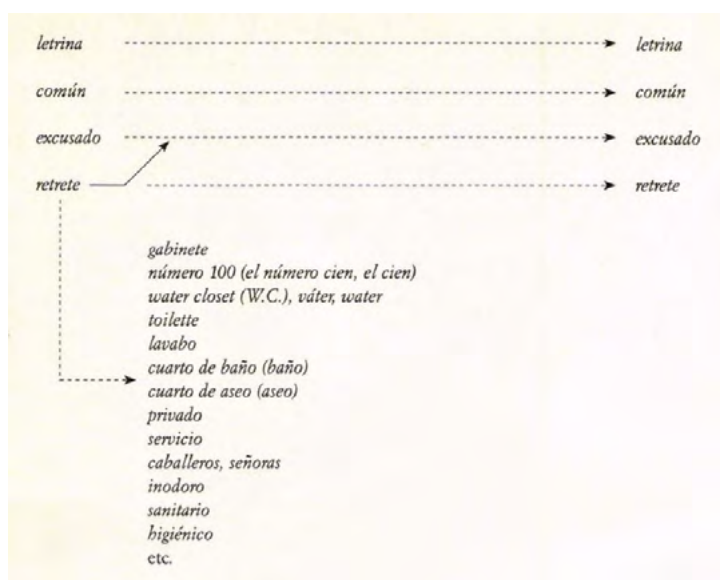 letrina letrina
común común
excusado excusado
retrete retrete
gabinete
número 100 (el número cien, el cien)
water closet (W.C.), váter, water
toilette
lavabo
cuarto de baño (baño)
cuarto de aseo (aseo)
privado
servicio
caballeros, señoras
inodoro
sanitario
higiénico
etc.